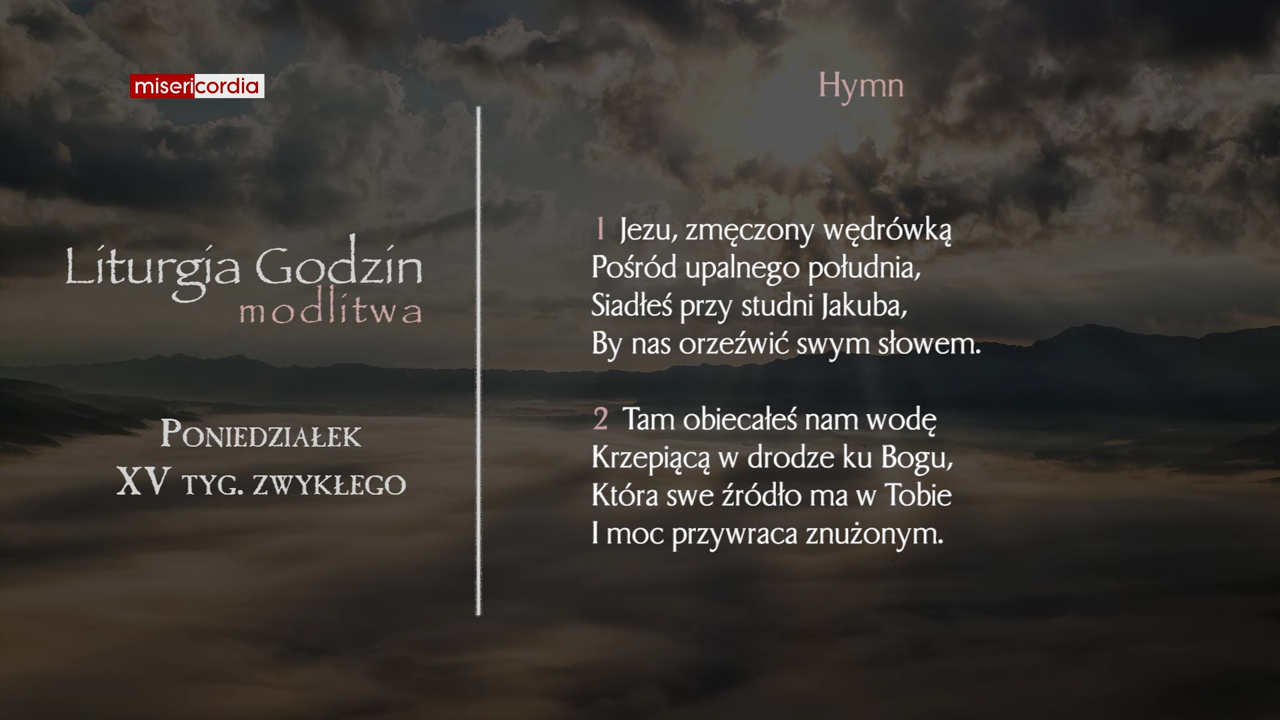 misericordia
Liturgia Godzin
modlitwa
Poniedziałek
XV tyg. zwykłego
Hymn
1 Jezu, zmęczony wędrówką
Pośród upalnego południa,
Siadłeś przy studni Jakuba,
By nas orzeźwić swym słowem.
2 Tam obiecałeś nam wodę
Krzepiącą w drodze ku Bogu,
Która swe źródło ma w Tobie
I moc przywraca znużonym.